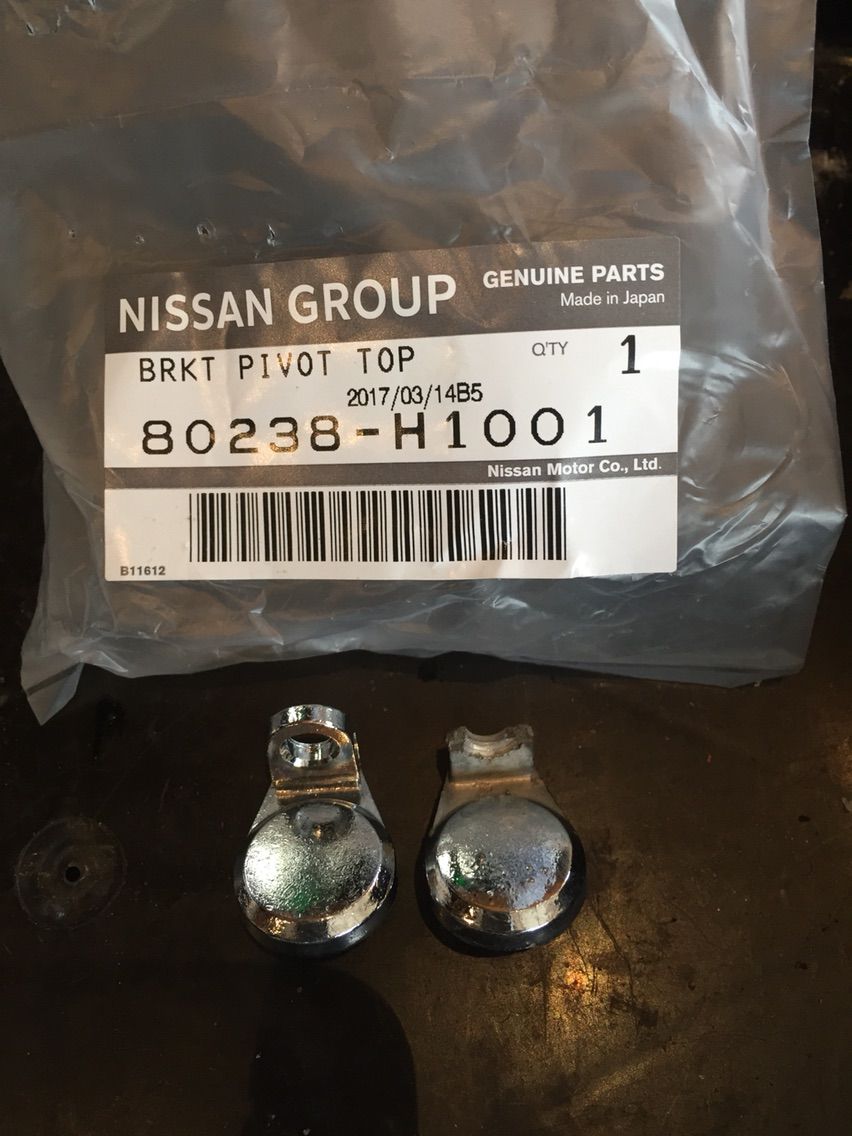 NISSAN GROUP
GENUINE PARTS
Made in Japan
BRKT PIVOT TOP
Q'TY
1
2017/03/14B5
80238-H1001
Nissan Motor Co., Ltd.
B11612